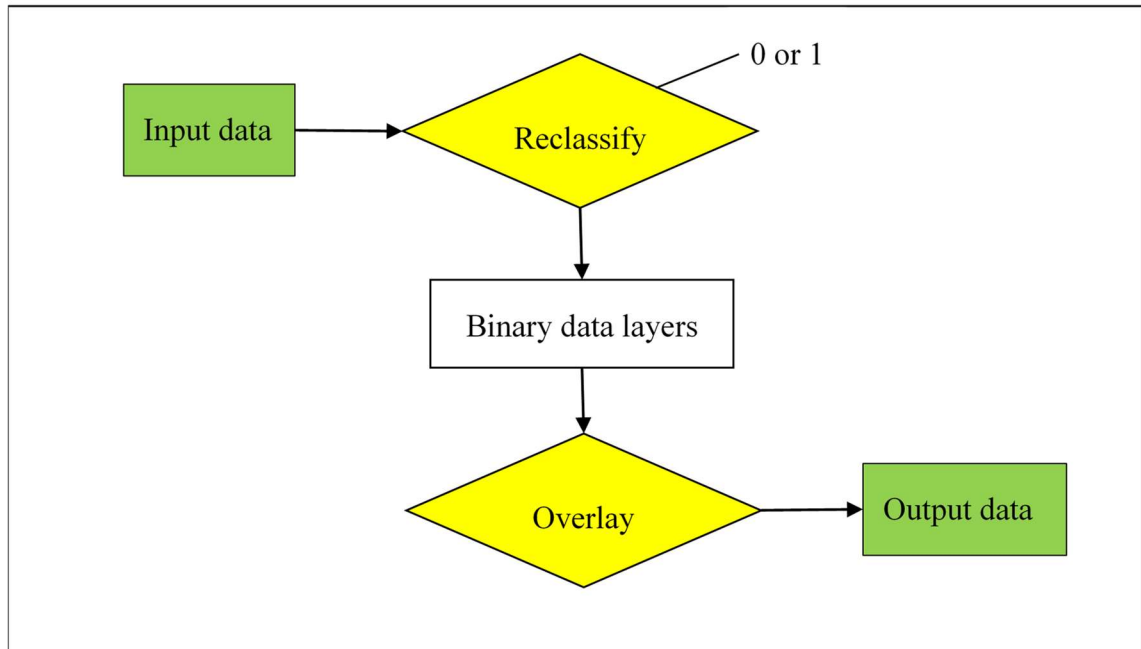 0 or 1
Input data
Reclassify
Binary data layers
Overlay
Output data